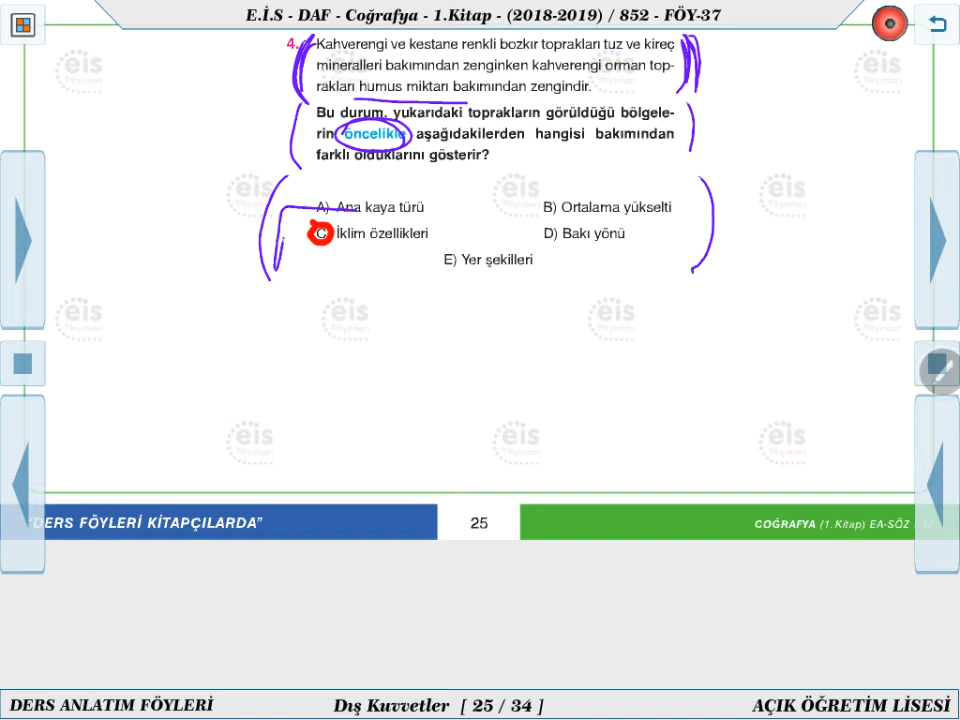 E.İ.S - DAF - Coğrafya - 1.Kitap - (2018-2019) / 852 - FÖY-37
4. Kahverengi ve kestane renkli bozkır toprakları tuz ve kireç
mineralleri bakımından zenginken kahverengi orman top-
rakları humus miktarı bakımından zengindir.
Bu durum, yukarıdaki toprakların görüldüğü bölgele-
rin öncelikle aşağıdakilerden hangisi bakımından
farklı olduklarını gösterir?
A) Ana kaya türü
B) Ortalama yükselti
C) İklim özellikleri
D) Bakı yönü
E) Yer şekilleri
"DERS FÖYLERİ KİTAPÇILARDA"
25
COĞRAFYA (1. Kitap) EA-SÖZ
DERS ANLATIM FÖYLERİ
Dış Kuvvetler [ 25 / 34 ]
AÇIK ÖĞRETİM LİSESİ